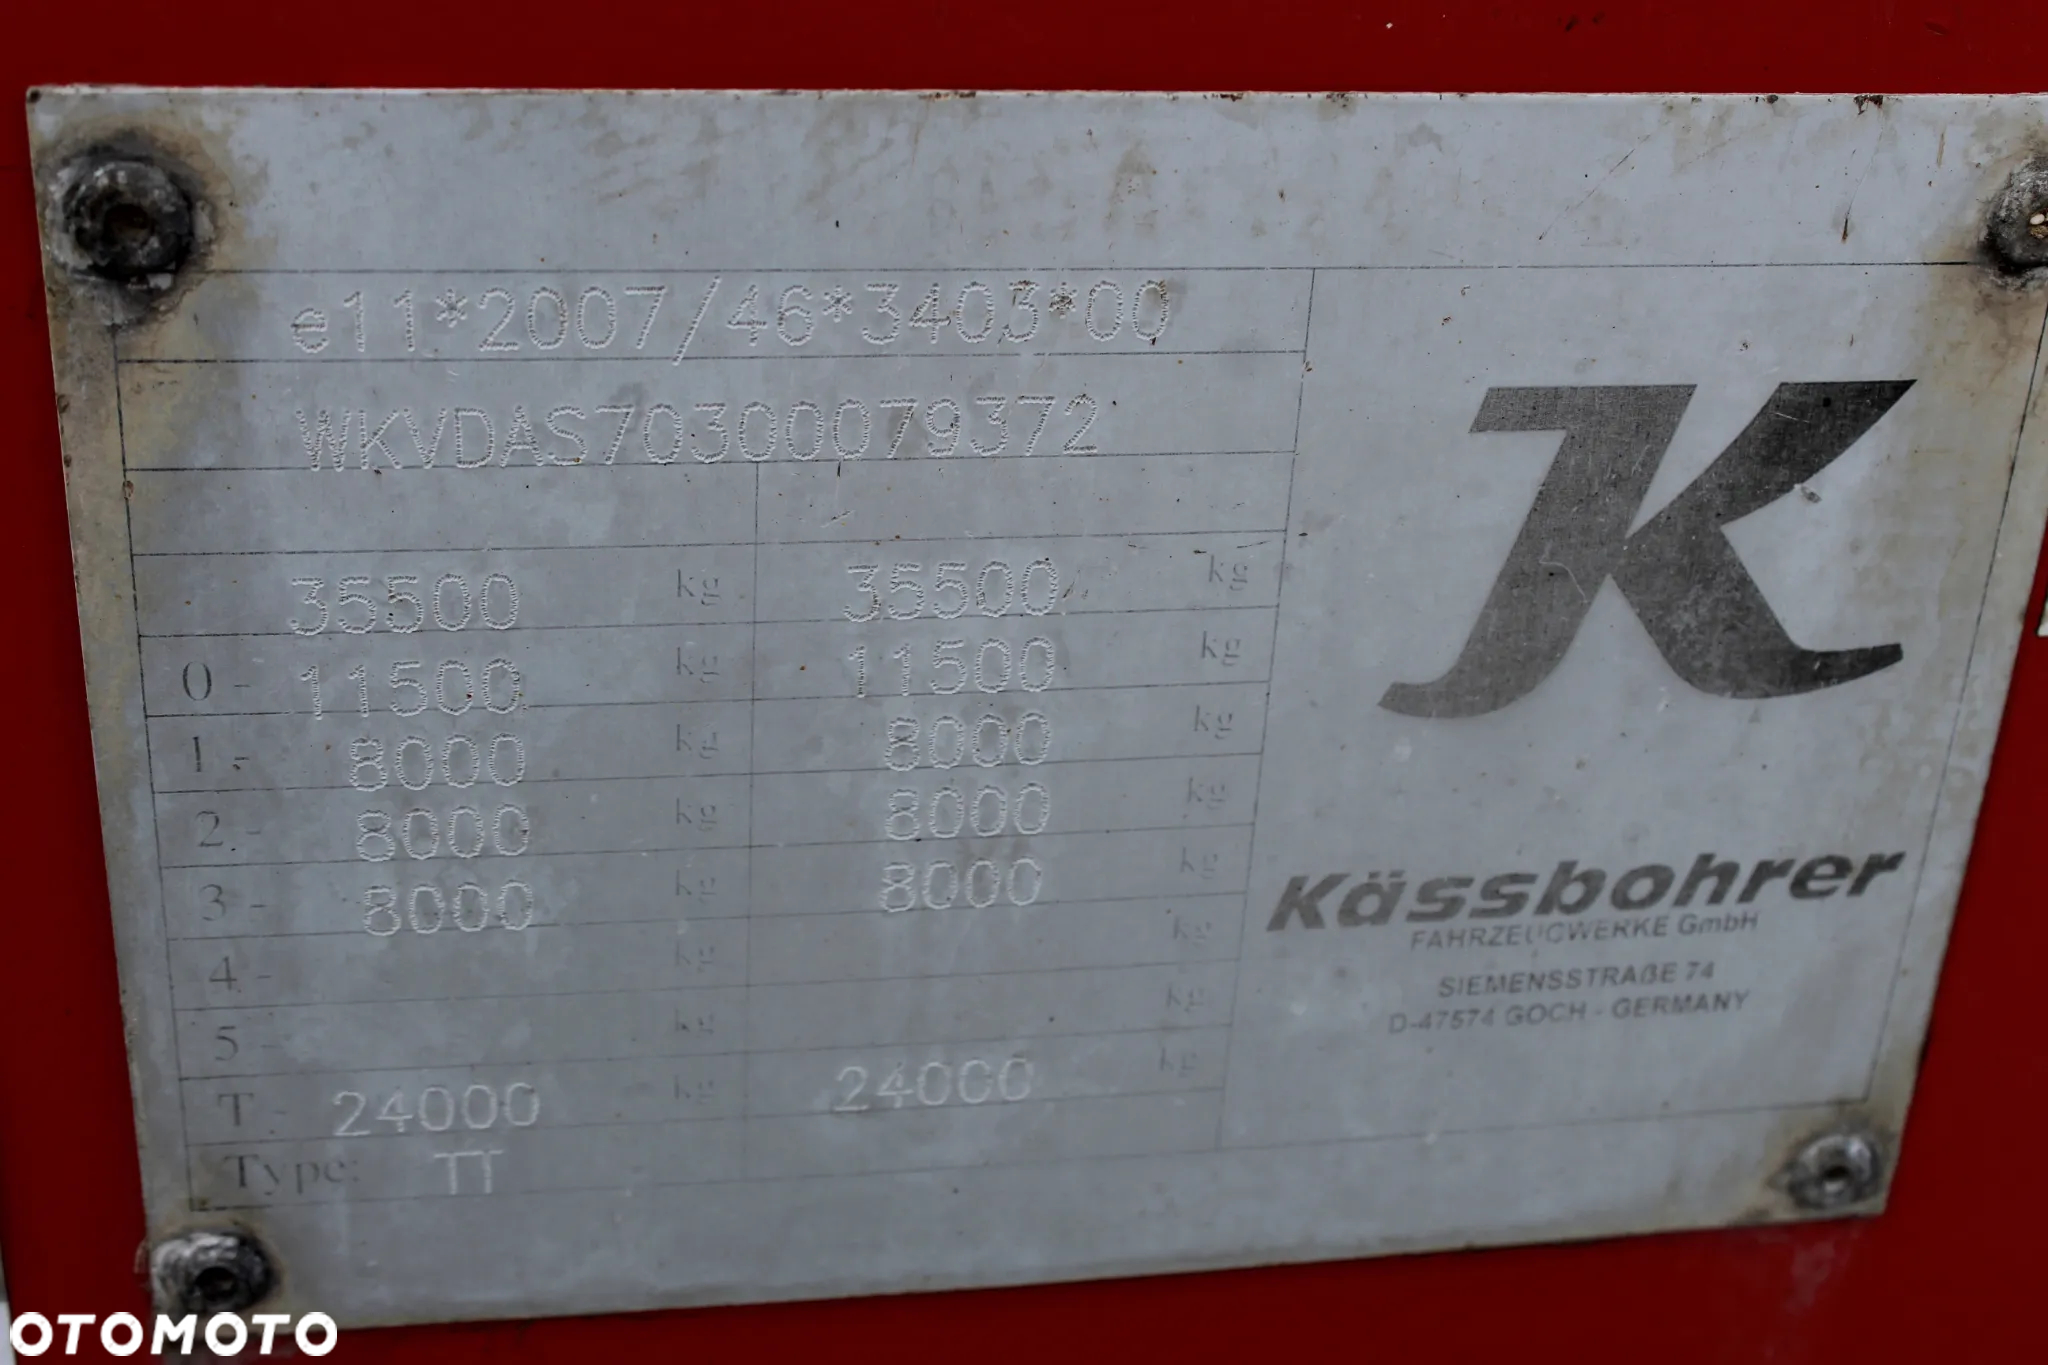 e11*2007/46*3403*00
WKVDAS70300079372
35500 kg 35500 kg
0 - 11500 kg 11500 kg
1 - 8000 kg 8000 kg
2 - 8000 kg 8000 kg
3 - 8000 kg 8000 kg
4 - kg kg
5 - kg kg
T - 24000 kg 24000 kg
Type: TT
K
Kässbohrer
FAHRZEUGWERKE GmbH
SIEMENSSTRAßE 74
D-47574 GOCH - GERMANY
OTOMOTO